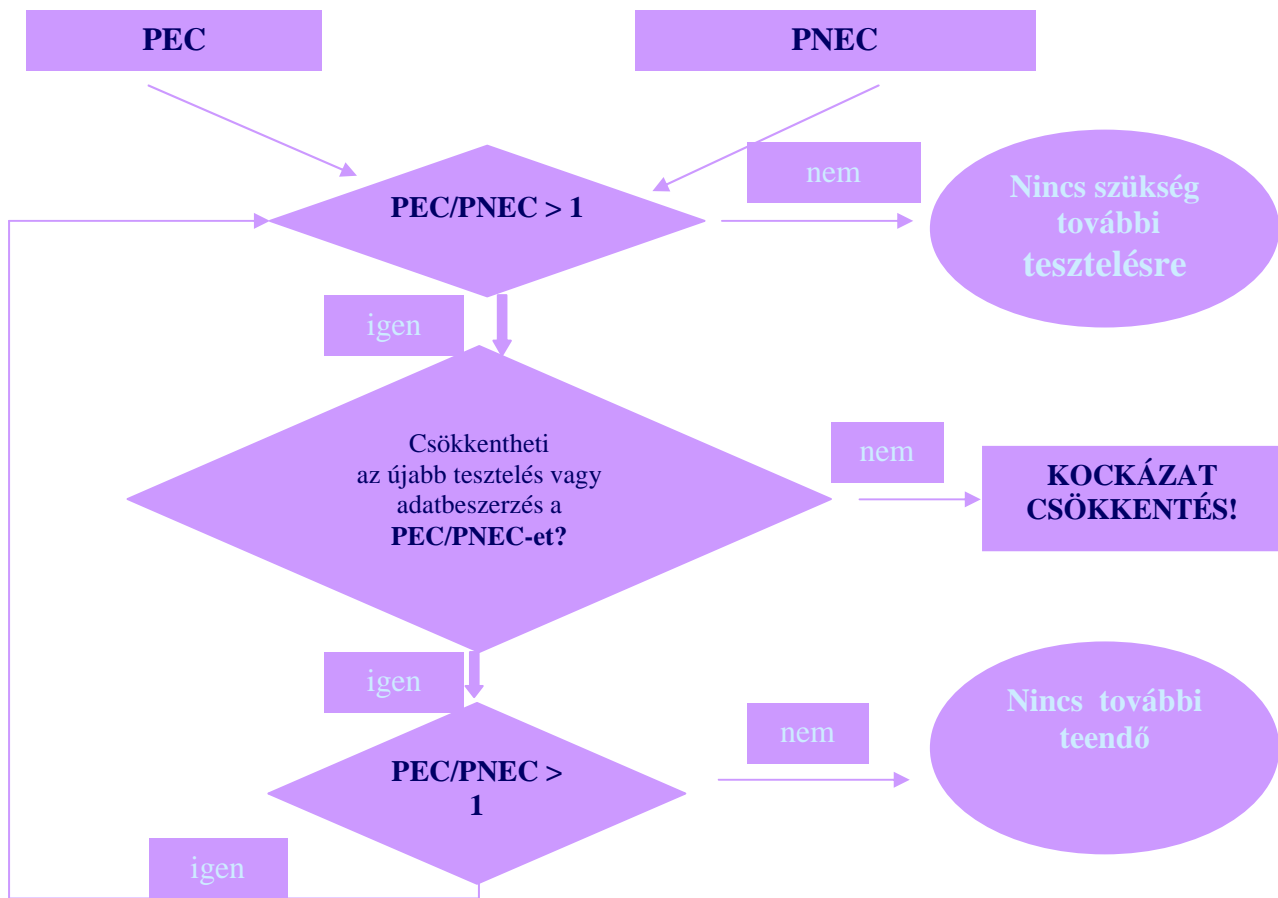 PEC
PNEC
nem
Nincs szükség
további
tesztelésre
PEC/PNEC > 1
igen
Csökkentheti
az újabb tesztelés vagy
adatbeszerzés a
PEC/PNEC-et?
nem
KOCKÁZAT
CSÖKKENTÉS!
igen
PEC/PNEC >
1
nem
Nincs további
teendő
igen